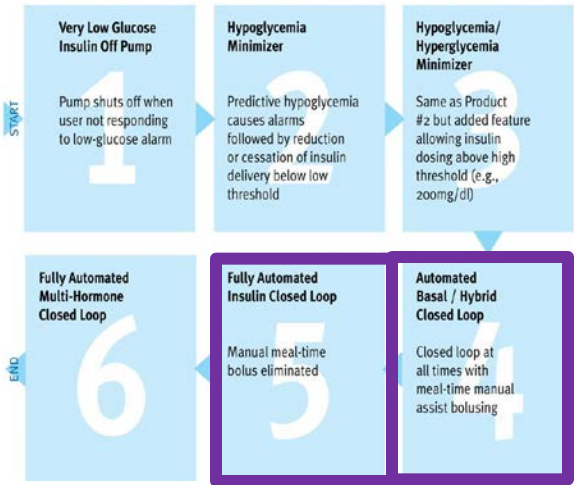 START
1
Very Low Glucose
Insulin Off Pump
Pump shuts off when
user not responding
to low-glucose alarm
2
Hypoglycemia
Minimizer
Predictive hypoglycemia
causes alarms
followed by reduction
or cessation of insulin
delivery below low
threshold
3
Hypoglycemia/
Hyperglycemia
Minimizer
Same as Product
#2 but added feature
allowing insulin
dosing above high
threshold (e.g.,
200mg/dl)
4
Automated
Basal / Hybrid
Closed Loop
Closed loop at
all times with
meal-time manual
assist bolusing
5
Fully Automated
Insulin Closed Loop
Manual meal-time
bolus eliminated
6
Fully Automated
Multi-Hormone
Closed Loop
END